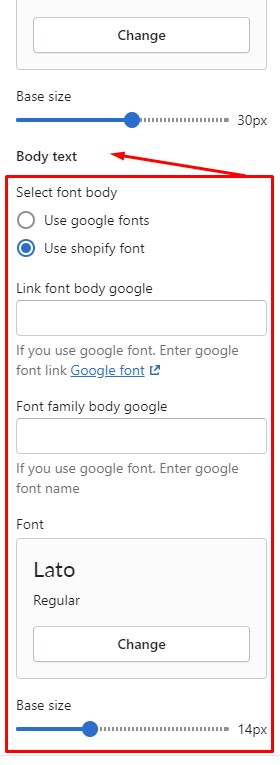 Change
Base size
30px
Body text
Select font body
Use google fonts
Use shopify font
Link font body google
If you use google font. Enter google
font link Google font
Font family body google
If you use google font. Enter google
font name
Font
Lato
Regular
Change
Base size
14px